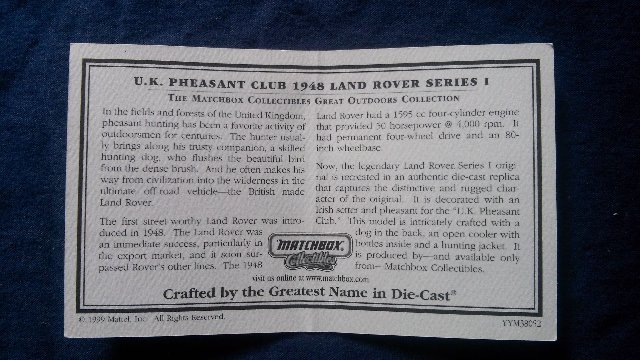 U.K. PHEASANT CLUB 1948 LAND ROVER SERIES I
THE MATCHBOX COLLECTIBLES GREAT OUTDOORS COLLECTION
In the fields and forests of the United Kingdom,
pheasant hunting has been a favorite activity of
outdoorsmen for centuries. The hunter usual-
ly brings along his trusty companion, a skilled
hunting dog, who flushes the beautiful bird
from the dense brush. And he often makes his
way from civilization into the wilderness in the
ultimate off-road vehicle—the British made
Land Rover.
The first street-worthy Land Rover was intro-
duced in 1948. The Land Rover was
an immediate success, particularly in
the export market, and it soon sur-
passed Rover's other lines. The 1948
Land Rover had a 1595 cc four-cylinder engine
that provided 50 horsepower @ 4,000 rpm. It
had permanent four-wheel drive and an 80-
inch wheelbase.
Now, the legendary Land Rover Series I origi-
nal is recreated in an authentic die-cast replica
that captures the distinctive and rugged char-
acter of the original. It is decorated with an
Irish setter and pheasant for the "U.K. Pheasant
Club." This model is intricately crafted with a
dog in the back, an open cooler with
bottles inside and a hunting jacket. It
is produced by—and available only
from—Matchbox Collectibles.
MATCHBOX
Collectibles
visit us online at www.matchbox.com
Crafted by the Greatest Name in Die-Cast®
© 1999 Mattel, Inc. All Rights Reserved.
YYM38052